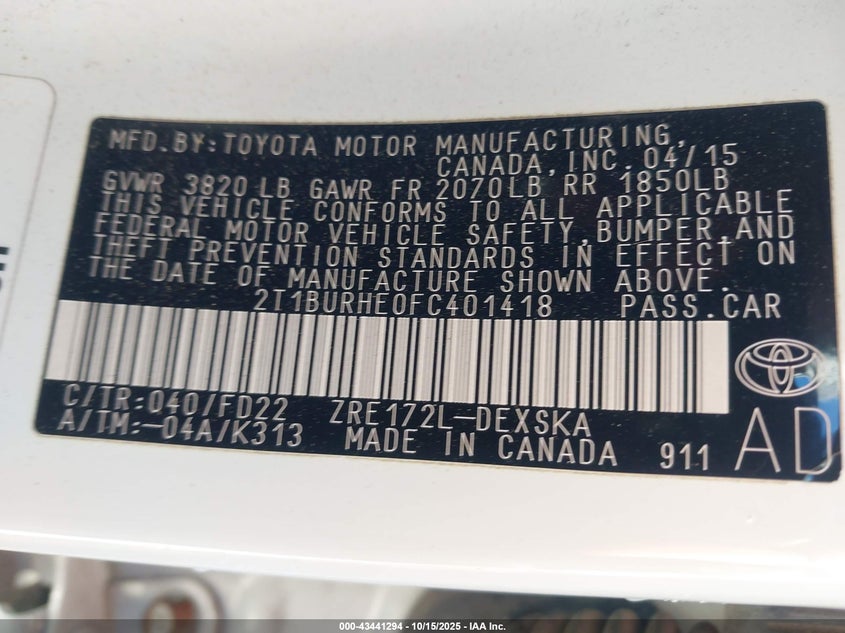 MFD.BY:TOYOTA MOTOR MANUFACTURING,
CANADA,INC. 04/15
GVWR 3820 LB GAWR FR 2070LB RR 1850LB
THIS VEHICLE CONFORMS TO ALL APPLICABLE
FEDERAL MOTOR VEHICLE SAFETY,BUMPER,AND
THEFT PREVENTION STANDARDS IN EFFECT ON
THE DATE OF MANUFACTURE SHOWN ABOVE.
2T1BURHE0FC401418 PASS.CAR
C/TR:040/FD22 ZRE172L-DEXSKA
A/TM:-04A/K313 MADE IN CANADA 911 AD
000-43441294 - 10/15/2025 - IAA Inc.